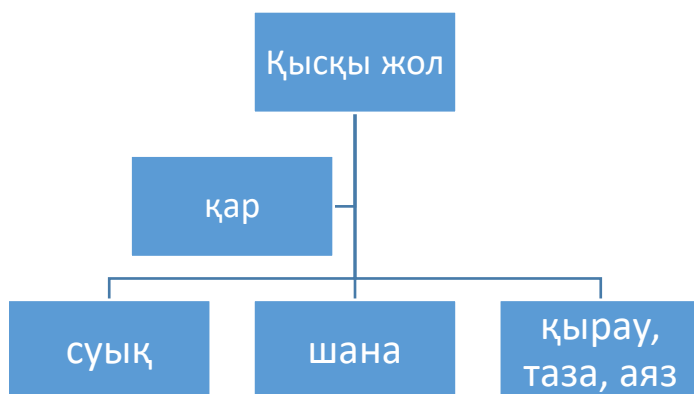 Қысқы жол
қар
суық
шана
қырау,
таза, аяз